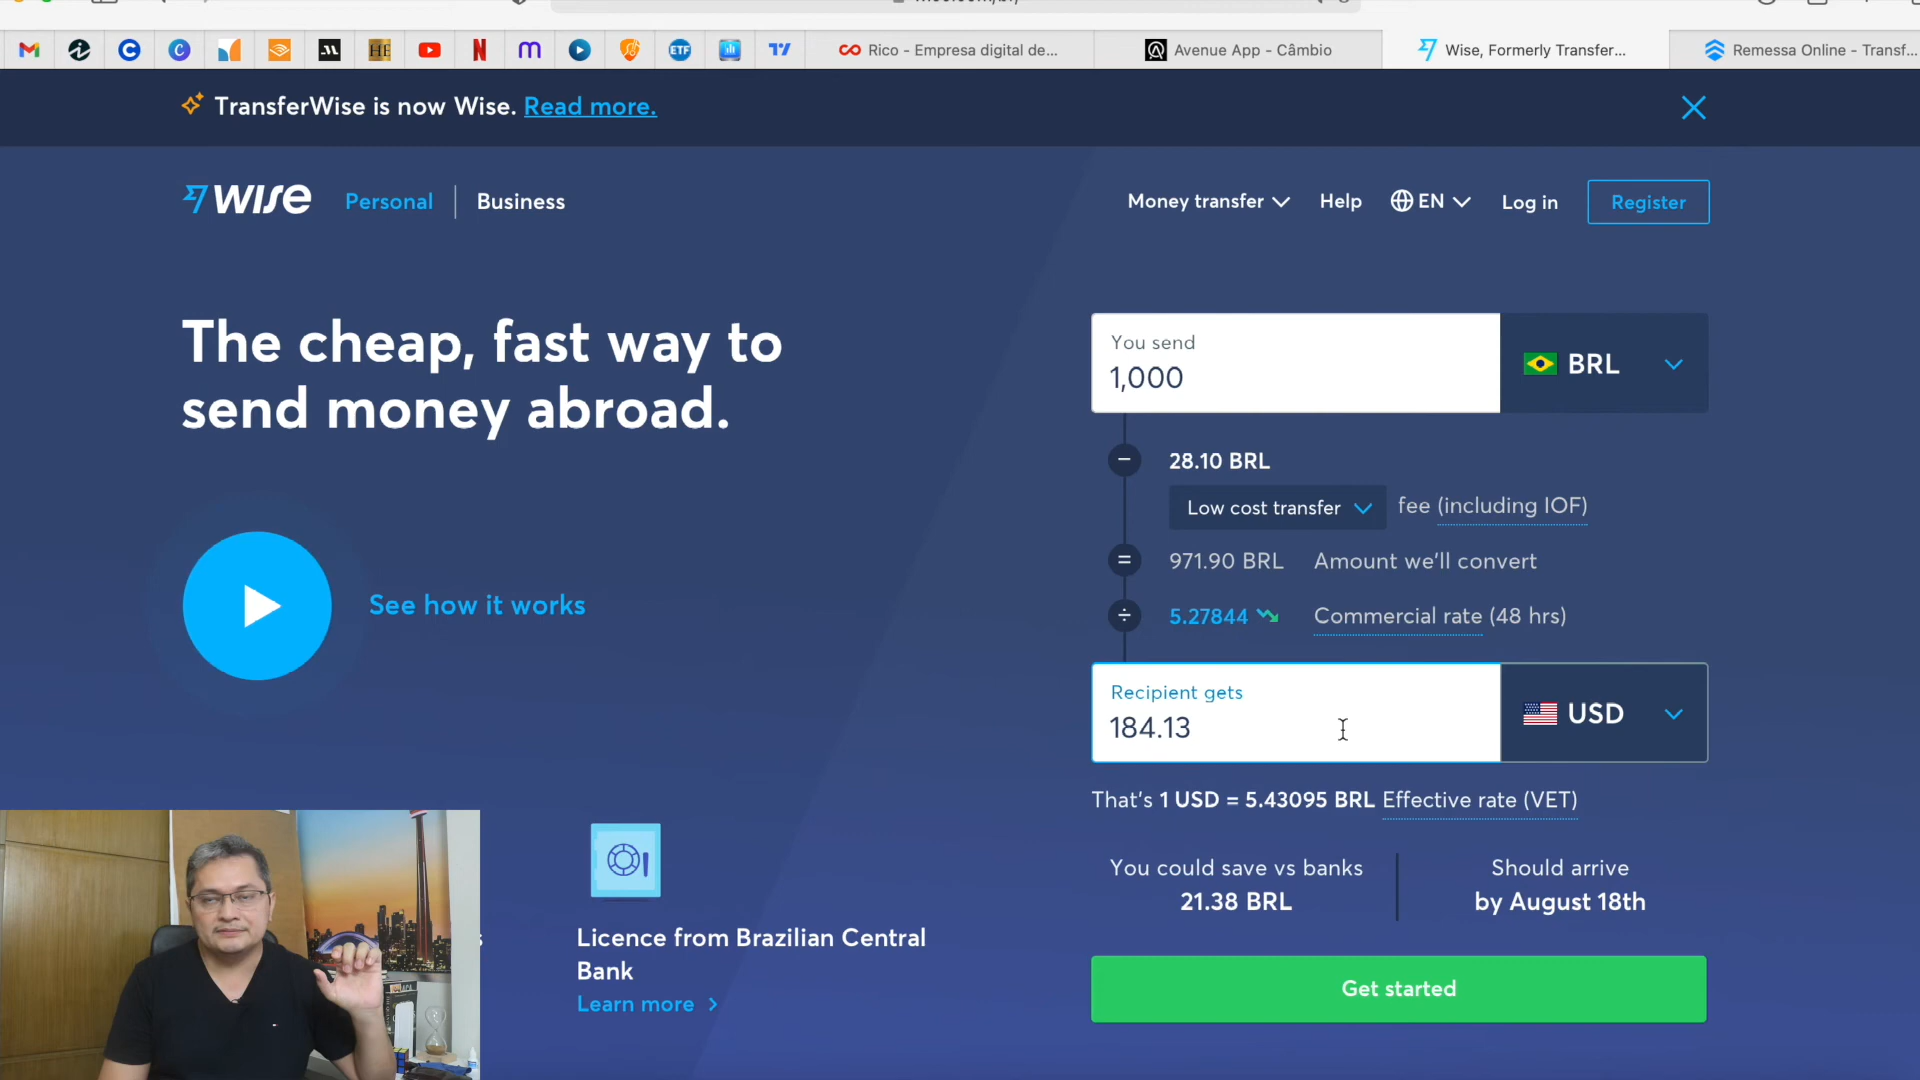 Rico - Empresa digital de...
Avenue App - Câmbio
Wise, Formerly Transfer...
Remessa Online - Transf...
TransferWise is now Wise. Read more.
WISE
Personal
Business
Money transfer
Help
EN
Log in
Register
The cheap, fast way to
send money abroad.
See how it works
You send
1,000
BRL
28.10 BRL
Low cost transfer
fee (including IOF)
971.90 BRL Amount we'll convert
5.27844 Commercial rate (48 hrs)
Recipient gets
184.13
USD
That's 1 USD = 5.43095 BRL Effective rate (VET)
You could save vs banks
21.38 BRL
Should arrive
by August 18th
Get started
Licence from Brazilian Central
Bank
Learn more